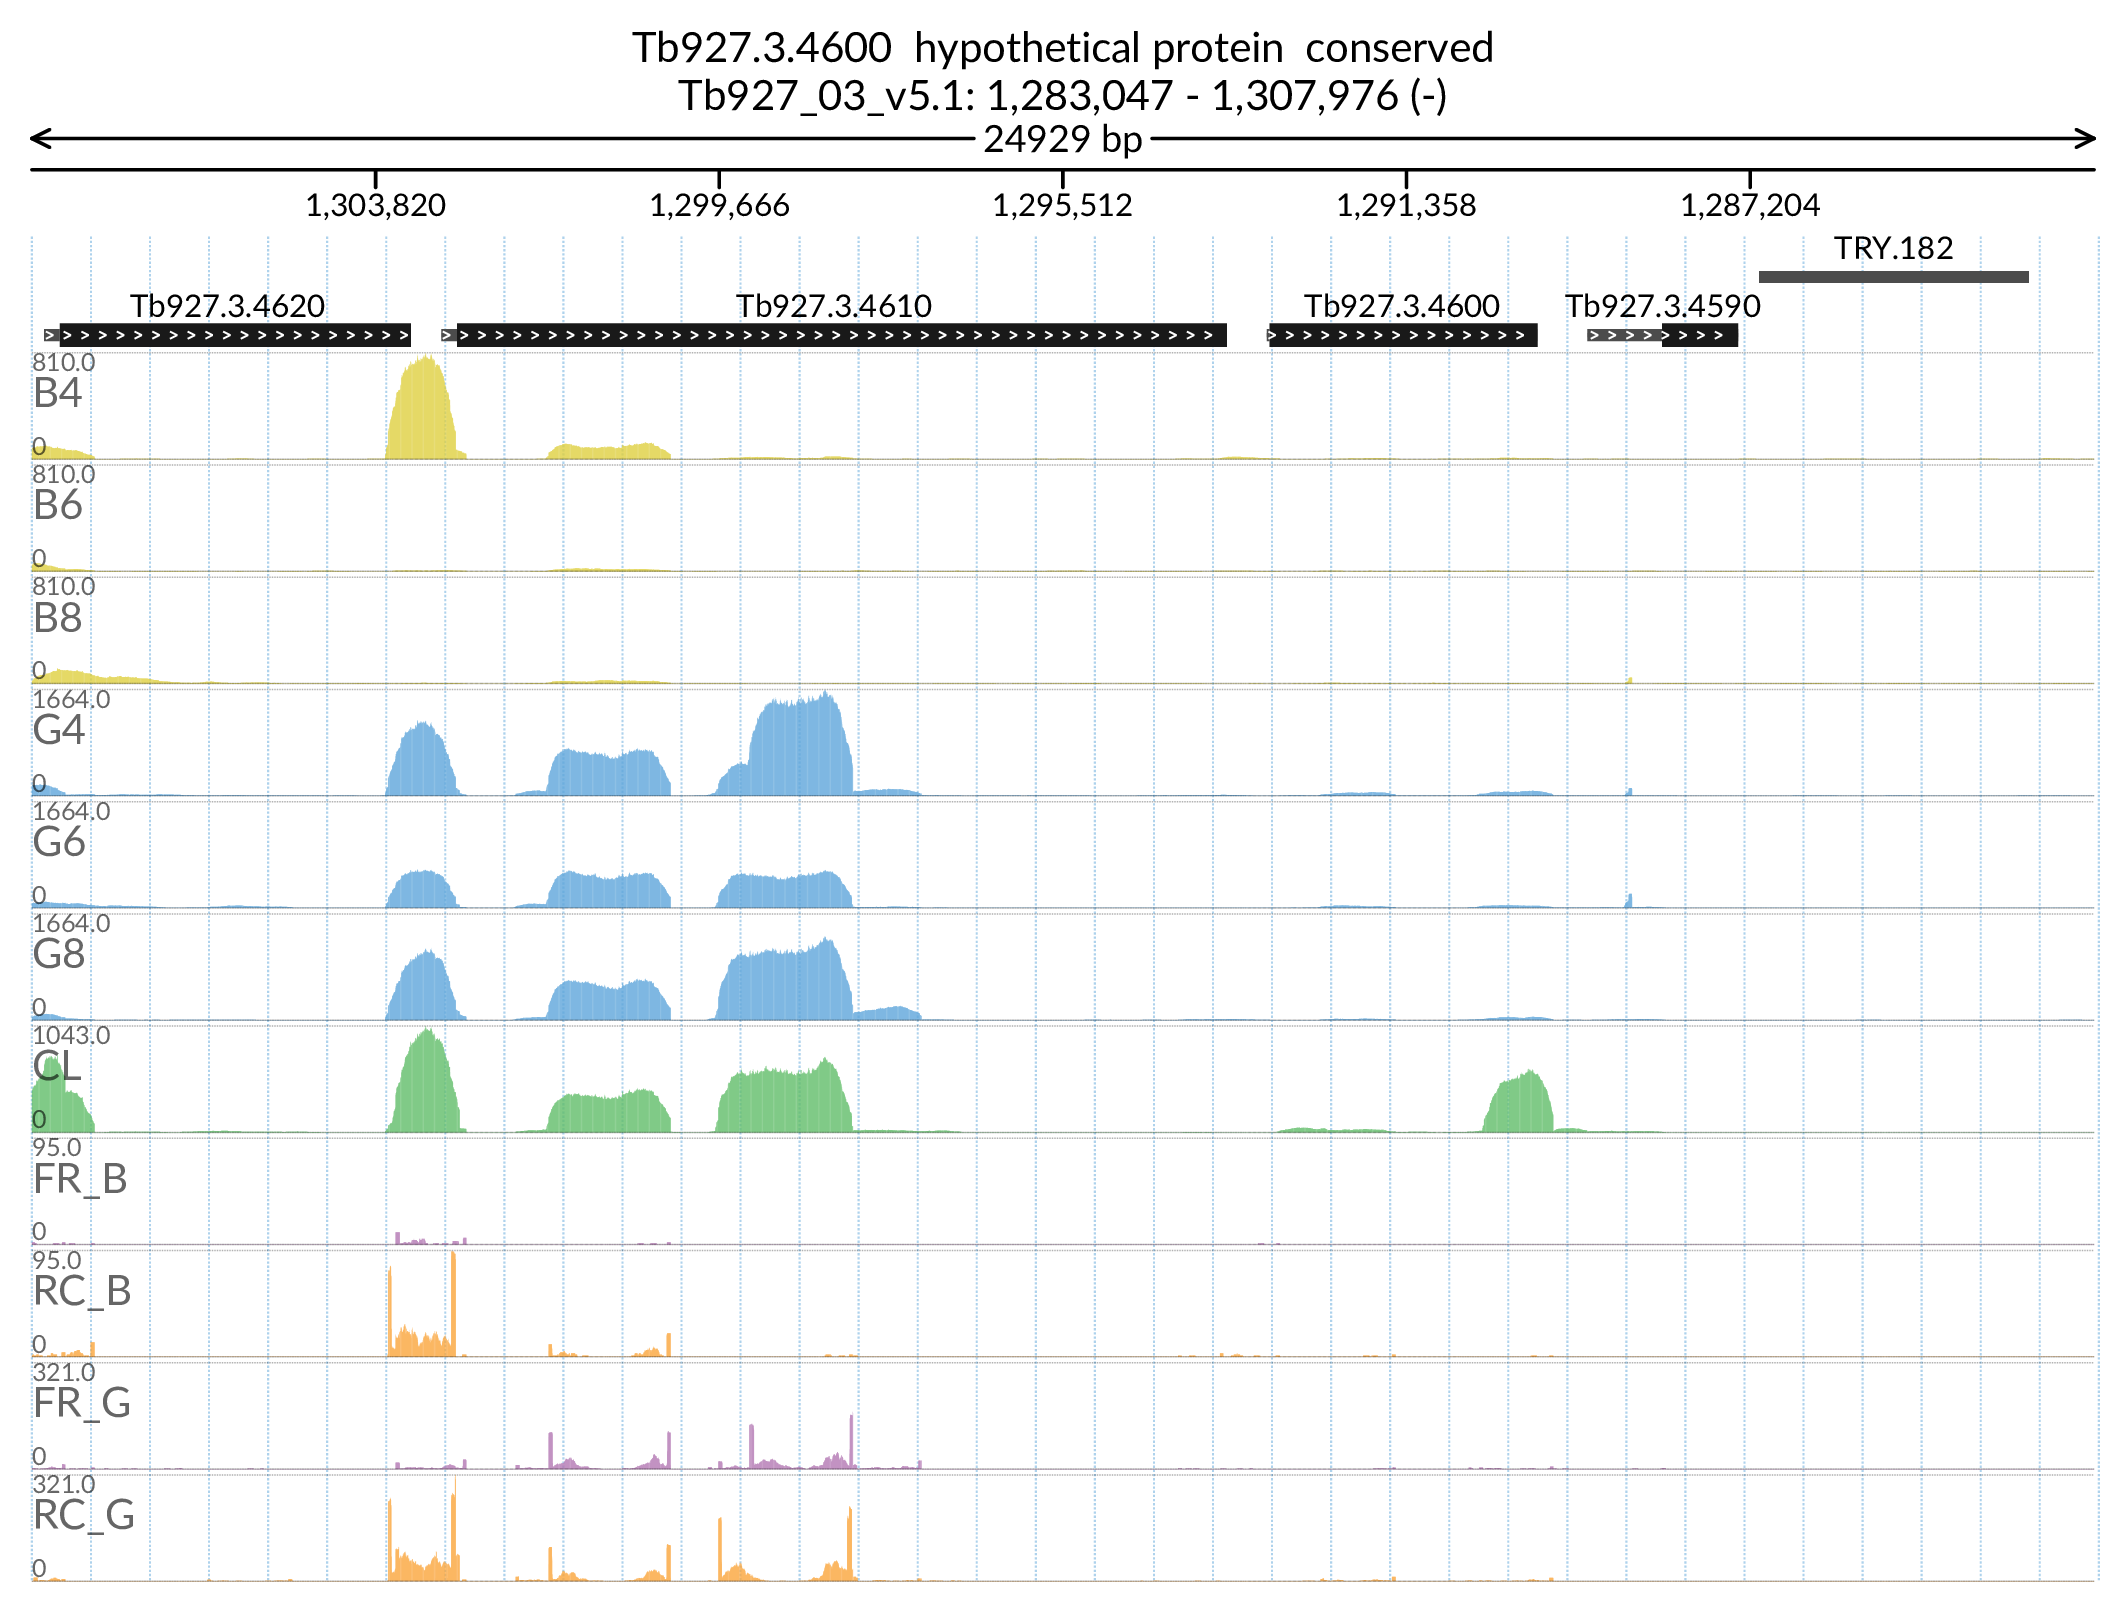 Tb927.3.4600 hypothetical protein conserved
Tb927_03_v5.1: 1,283,047 - 1,307,976 (-)
24929 bp
1,303,820 1,299,666 1,295,512 1,291,358 1,287,204
TRY.182
Tb927.3.4620 Tb927.3.4610 Tb927.3.4600 Tb927.3.4590
810.0
B4
0
810.0
B6
0
810.0
B8
0
1664.0
G4
0
1664.0
G6
0
1664.0
G8
0
1043.0
CL
0
95.0
FR_B
0
95.0
RC_B
0
321.0
FR_G
0
321.0
RC_G
0